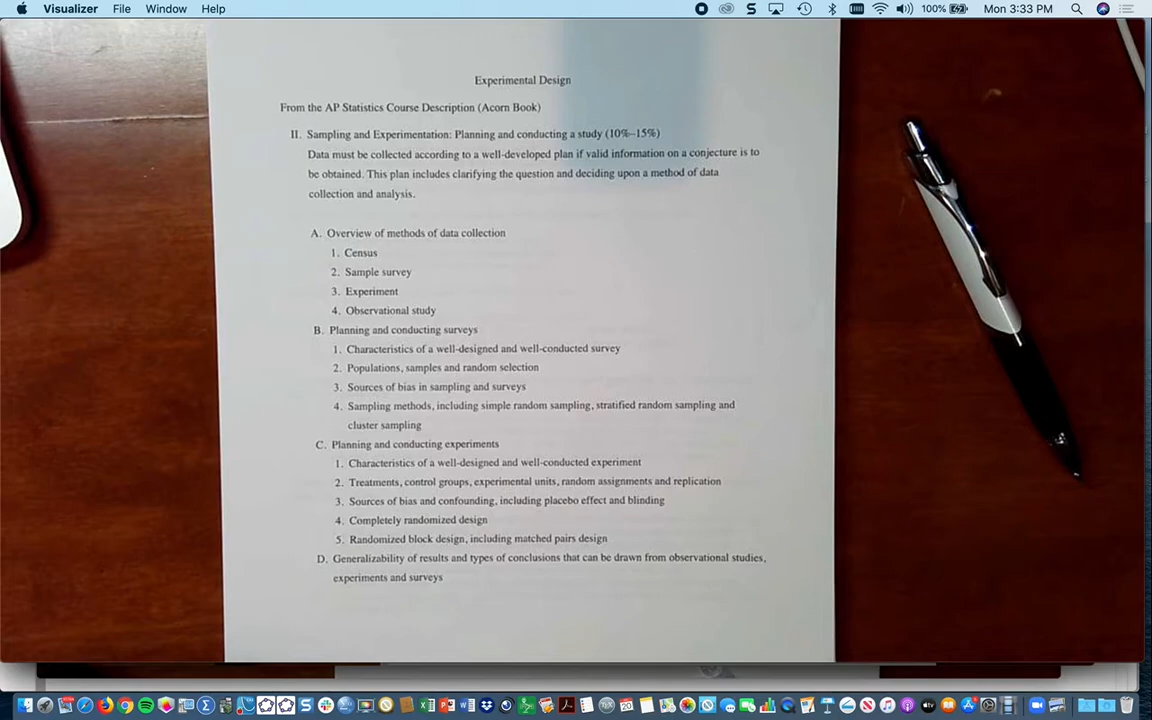 Visualizer File Window Help 100% Mon 3:33 PM
Experimental Design
From the AP Statistics Course Description (Acorn Book)
II. Sampling and Experimentation: Planning and conducting a study (10%–15%)
Data must be collected according to a well-developed plan if valid information on a conjecture is to
be obtained. This plan includes clarifying the question and deciding upon a method of data
collection and analysis.
A. Overview of methods of data collection
1. Census
2. Sample survey
3. Experiment
4. Observational study
B. Planning and conducting surveys
1. Characteristics of a well-designed and well-conducted survey
2. Populations, samples and random selection
3. Sources of bias in sampling and surveys
4. Sampling methods, including simple random sampling, stratified random sampling and
cluster sampling
C. Planning and conducting experiments
1. Characteristics of a well-designed and well-conducted experiment
2. Treatments, control groups, experimental units, random assignments and replication
3. Sources of bias and confounding, including placebo effect and blinding
4. Completely randomized design
5. Randomized block design, including matched pairs design
D. Generalizability of results and types of conclusions that can be drawn from observational studies,
experiments and surveys